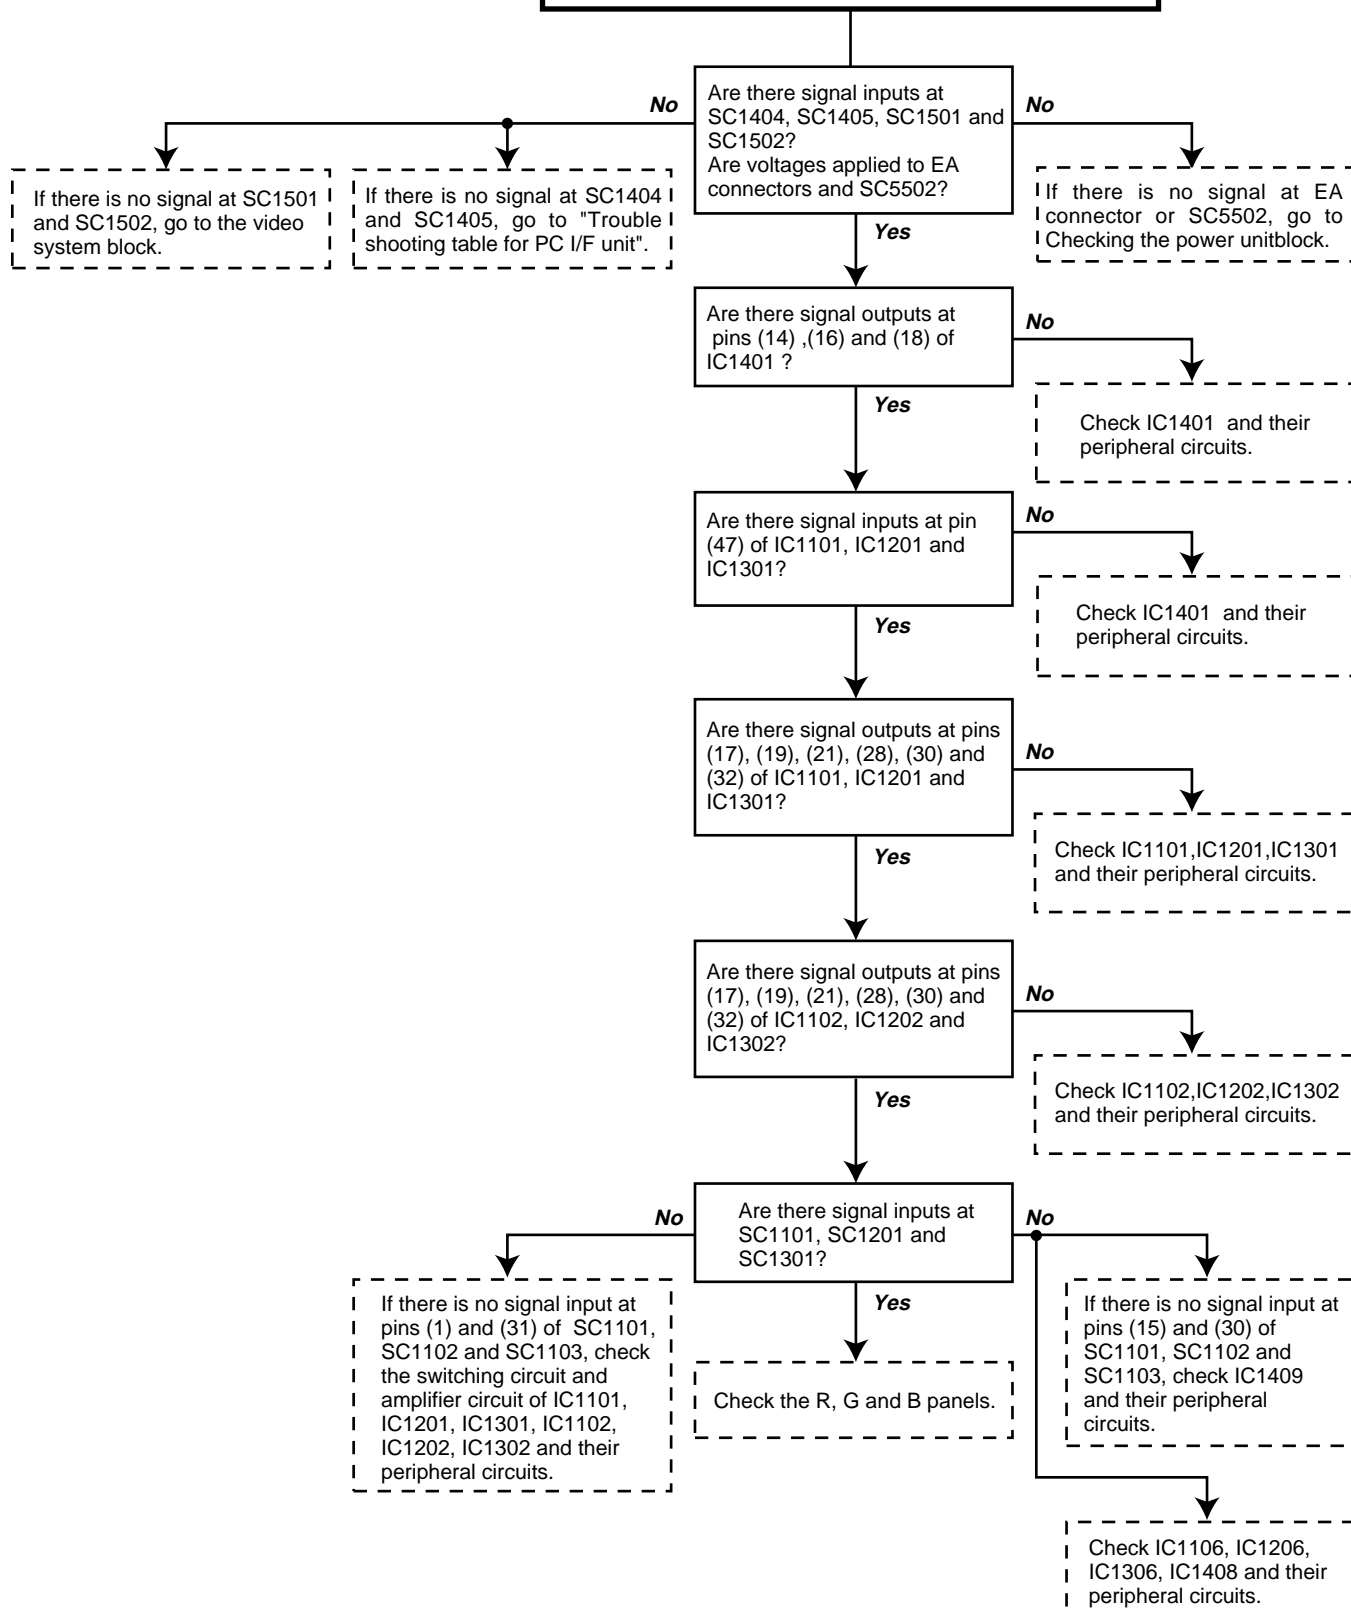 Are there signal inputs at
SC1404, SC1405, SC1501 and
SC1502?
Are voltages applied to EA
connectors and SC5502?
No
No
If there is no signal at SC1501
and SC1502, go to the video
system block.
If there is no signal at SC1404
and SC1405, go to "Trouble
shooting table for PC I/F unit".
If there is no signal at EA
connector or SC5502, go to
Checking the power unitblock.
Yes
Are there signal outputs at
pins (14) ,(16) and (18) of
IC1401 ?
No
Check IC1401 and their
peripheral circuits.
Yes
Are there signal inputs at pin
(47) of IC1101, IC1201 and
IC1301?
No
Check IC1401 and their
peripheral circuits.
Yes
Are there signal outputs at pins
(17), (19), (21), (28), (30) and
(32) of IC1101, IC1201 and
IC1301?
No
Check IC1101,IC1201,IC1301
and their peripheral circuits.
Yes
Are there signal outputs at pins
(17), (19), (21), (28), (30) and
(32) of IC1102, IC1202 and
IC1302?
No
Check IC1102,IC1202,IC1302
and their peripheral circuits.
Yes
Are there signal inputs at
SC1101, SC1201 and
SC1301?
No
No
If there is no signal input at
pins (1) and (31) of SC1101,
SC1102 and SC1103, check
the switching circuit and
amplifier circuit of IC1101,
IC1201, IC1301, IC1102,
IC1202, IC1302 and their
peripheral circuits.
Yes
Check the R, G and B panels.
If there is no signal input at
pins (15) and (30) of
SC1101, SC1102 and
SC1103, check IC1409
and their peripheral
circuits.
Check IC1106, IC1206,
IC1306, IC1408 and their
peripheral circuits.